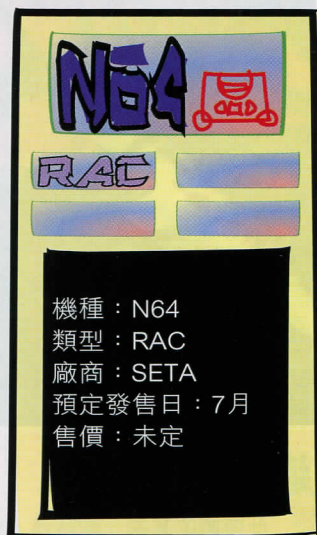 N64
RAC
機種：N64
類型：RAC
廠商：SETA
預定發售日：7月
售價：未定